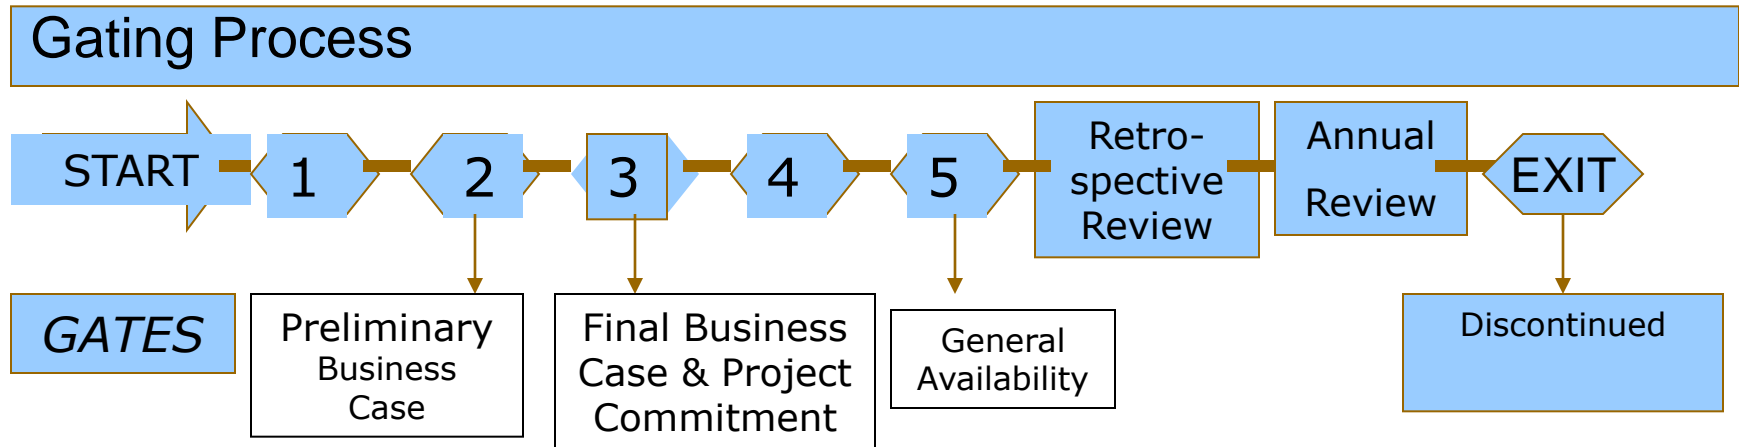 Gating Process
START
1
2
3
4
5
Retro-
spective
Review
Annual
Review
EXIT
GATES
Preliminary
Business
Case
Final Business
Case & Project
Commitment
General
Availability
Discontinued